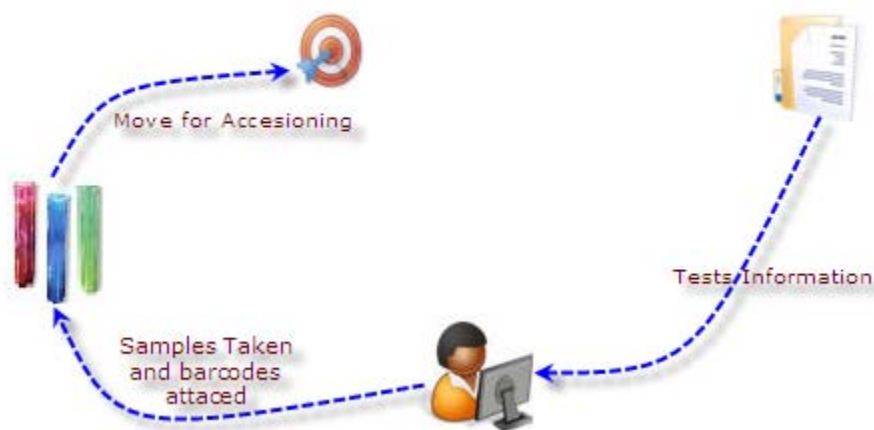 Move for Accesioning
Tests Information
Samples Taken
and barcodes
attaced